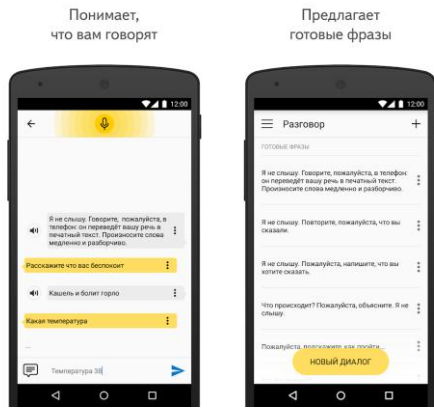 Понимает,
что вам говорят
12:00
Я не слышу. Говорите, пожалуйста, в
телефон: он переведёт вашу речь в
печатный текст. Произносите слова
медленно и разборчиво.
Расскажите что вас беспокоит
Кашель и болит горло
Какая температура
...
Температура 38
Предлагает
готовые фразы
12:00
Разговор
ГОТОВЫЕ ФРАЗЫ
Я не слышу. Говорите, пожалуйста, в телефон:
он переведёт вашу речь в печатный текст.
Произносите слова медленно и разборчиво.
Я не слышу. Повторите, пожалуйста, что вы
сказали.
Я не слышу. Пожалуйста, напишите, что вы
хотите сказать.
Что происходит? Пожалуйста, объясните. Я не
слышу.
Пожалуйста, подскажите, как пройти...
НОВЫЙ ДИАЛОГ